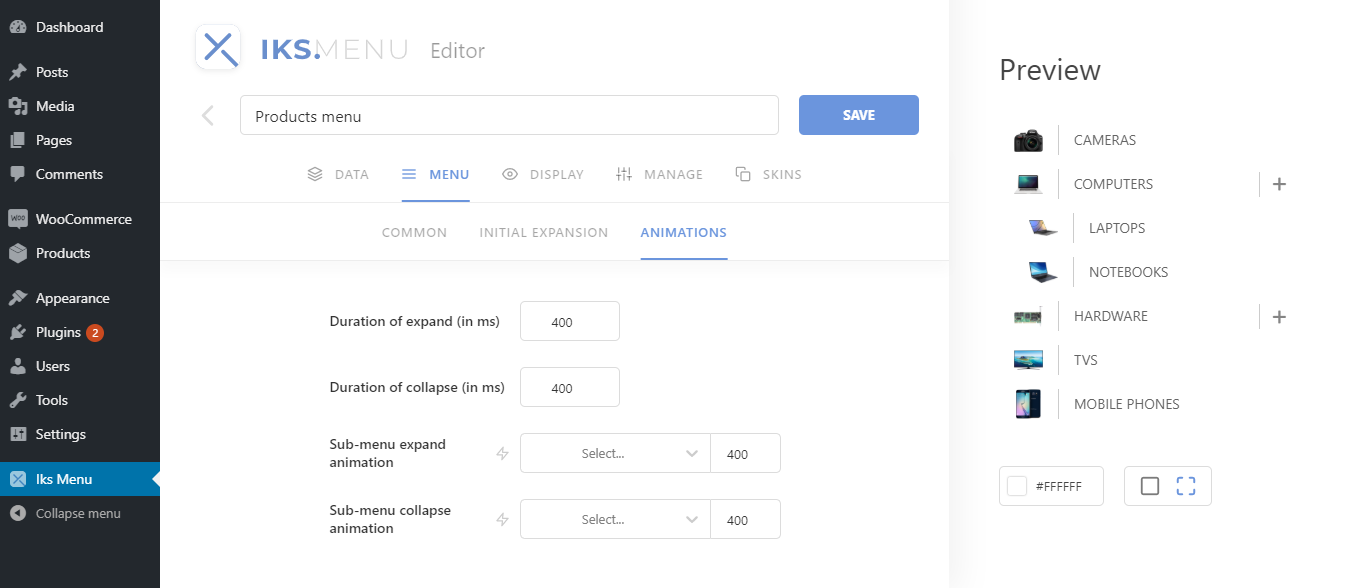 Dashboard
Posts
Media
Pages
Comments
WOO WooCommerce
Products
Appearance
Plugins 2
Users
Tools
Settings
Iks Menu
Collapse menu
IKS.MENU Editor
Products menu
SAVE
DATA MENU DISPLAY MANAGE SKINS
COMMON INITIAL EXPANSION ANIMATIONS
Duration of expand (in ms) 400
Duration of collapse (in ms) 400
Sub-menu expand
animation
Select... 400
Sub-menu collapse
animation
Select... 400
Preview
CAMERAS
COMPUTERS +
LAPTOPS
NOTEBOOKS
HARDWARE +
TVS
MOBILE PHONES
#FFFFFF